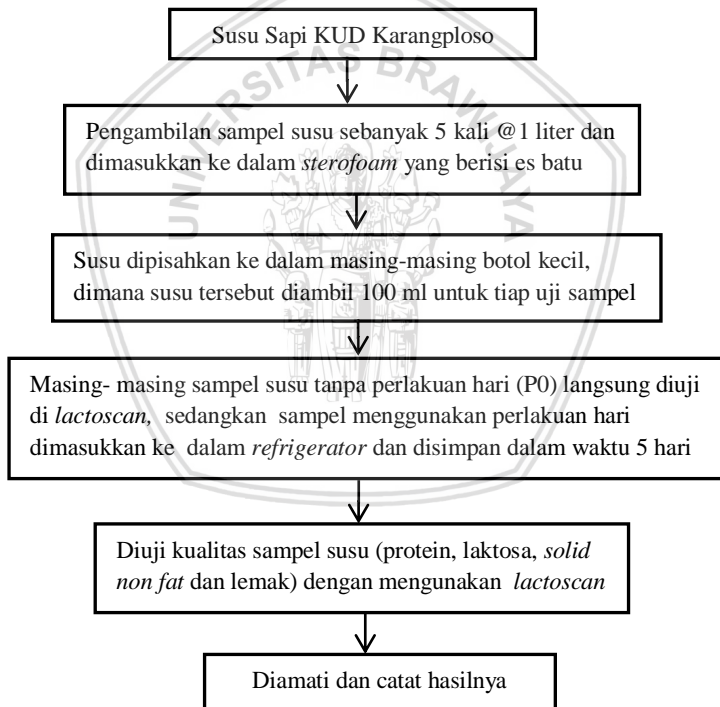 Susu Sapi KUD Karangploso
UNIVERSITAS BRAWIJAYA
Pengambilan sampel susu sebanyak 5 kali @1 liter dan
dimasukkan ke dalam sterofoam yang berisi es batu
Susu dipisahkan ke dalam masing-masing botol kecil,
dimana susu tersebut diambil 100 ml untuk tiap uji sampel
Masing- masing sampel susu tanpa perlakuan hari (P0) langsung diuji
di lactoscan, sedangkan sampel menggunakan perlakuan hari
dimasukkan ke dalam refrigerator dan disimpan dalam waktu 5 hari
Diuji kualitas sampel susu (protein, laktosa, solid
non fat dan lemak) dengan mengunakan lactoscan
Diamati dan catat hasilnya